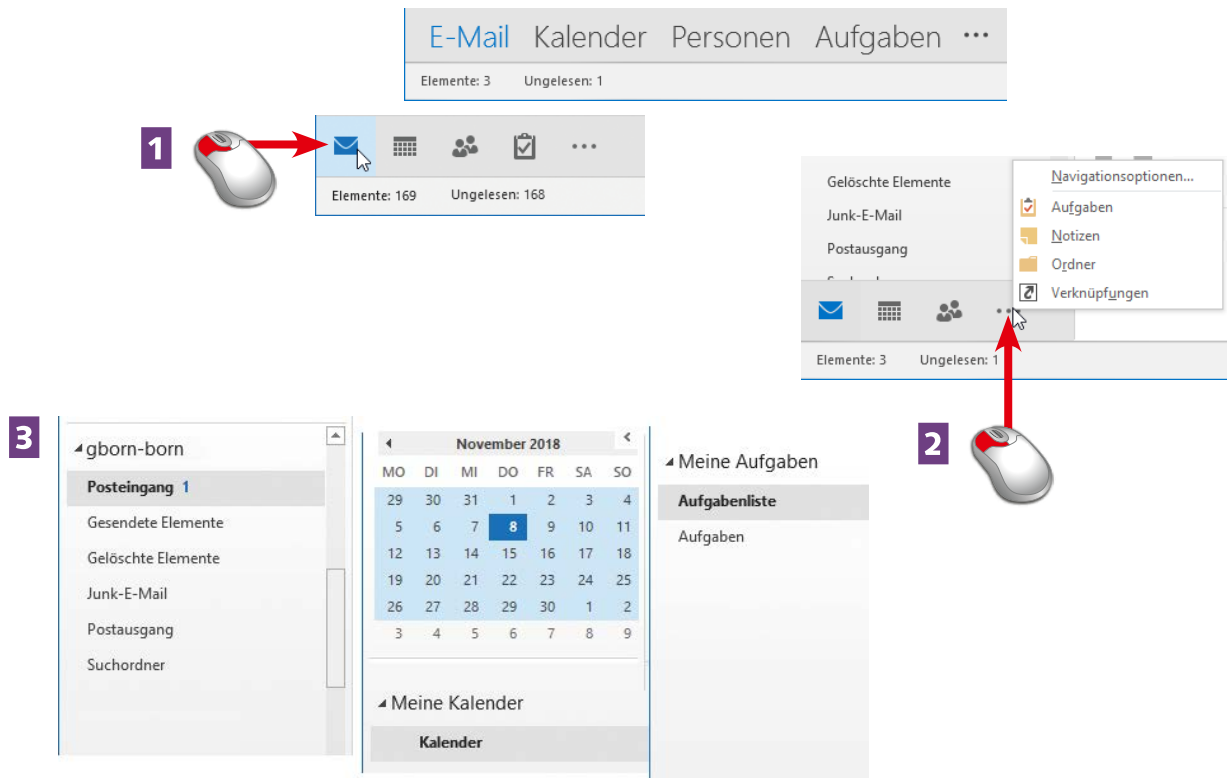 E-Mail Kalender Personen Aufgaben ···
Elemente: 3 Ungelesen: 1
1
Elemente: 169 Ungelesen: 168
Gelöschte Elemente
Junk-E-Mail
Postausgang
Navigationsoptionen...
Aufgaben
Notizen
Ordner
Verknüpfungen
Elemente: 3 Ungelesen: 1
2
3
gborn-born
Posteingang 1
Gesendete Elemente
Gelöschte Elemente
Junk-E-Mail
Postausgang
Suchordner
November 2018
MO DI MI DO FR SA SO
29 30 31 1 2 3 4
5 6 7 8 9 10 11
12 13 14 15 16 17 18
19 20 21 22 23 24 25
26 27 28 29 30 1 2
3 4 5 6 7 8 9
Meine Kalender
Kalender
Meine Aufgaben
Aufgabenliste
Aufgaben